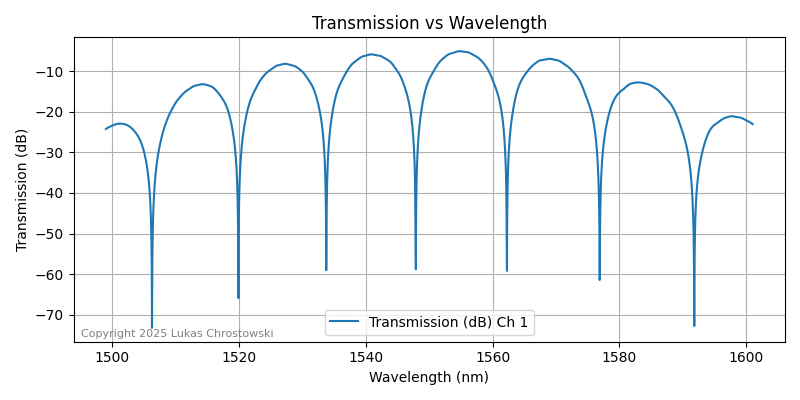 Transmission vs Wavelength
Transmission (dB)
−10
−20
−30
−40
−50
−60
−70
Copyright 2025 Lukas Chrostowski
Transmission (dB) Ch 1
1500 1520 1540 1560 1580 1600
Wavelength (nm)